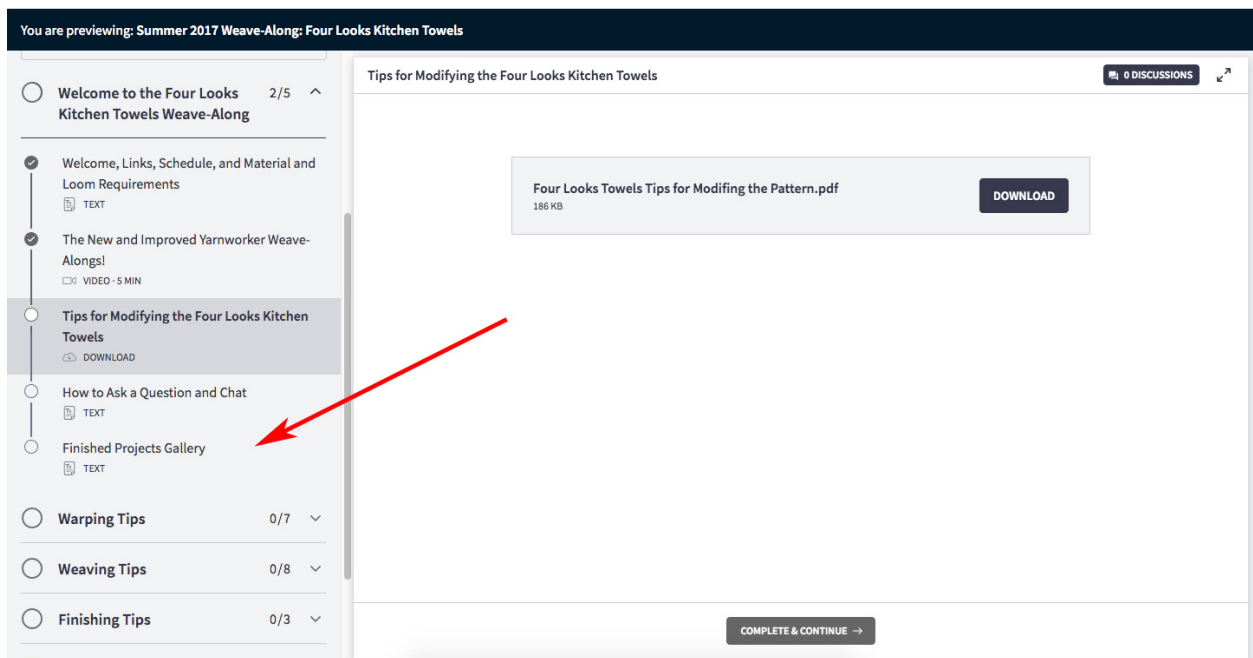 You are previewing: Summer 2017 Weave-Along: Four Looks Kitchen Towels
Welcome to the Four Looks 2/5
Kitchen Towels Weave-Along
Welcome, Links, Schedule, and Material and
Loom Requirements
TEXT
The New and Improved Yarnworker Weave-
Alongs!
VIDEO · 5 MIN
Tips for Modifying the Four Looks Kitchen
Towels
DOWNLOAD
How to Ask a Question and Chat
TEXT
Finished Projects Gallery
TEXT
Warping Tips 0/7
Weaving Tips 0/8
Finishing Tips 0/3
Tips for Modifying the Four Looks Kitchen Towels
0 DISCUSSIONS
Four Looks Towels Tips for Modifing the Pattern.pdf
186 KB
DOWNLOAD
COMPLETE & CONTINUE →